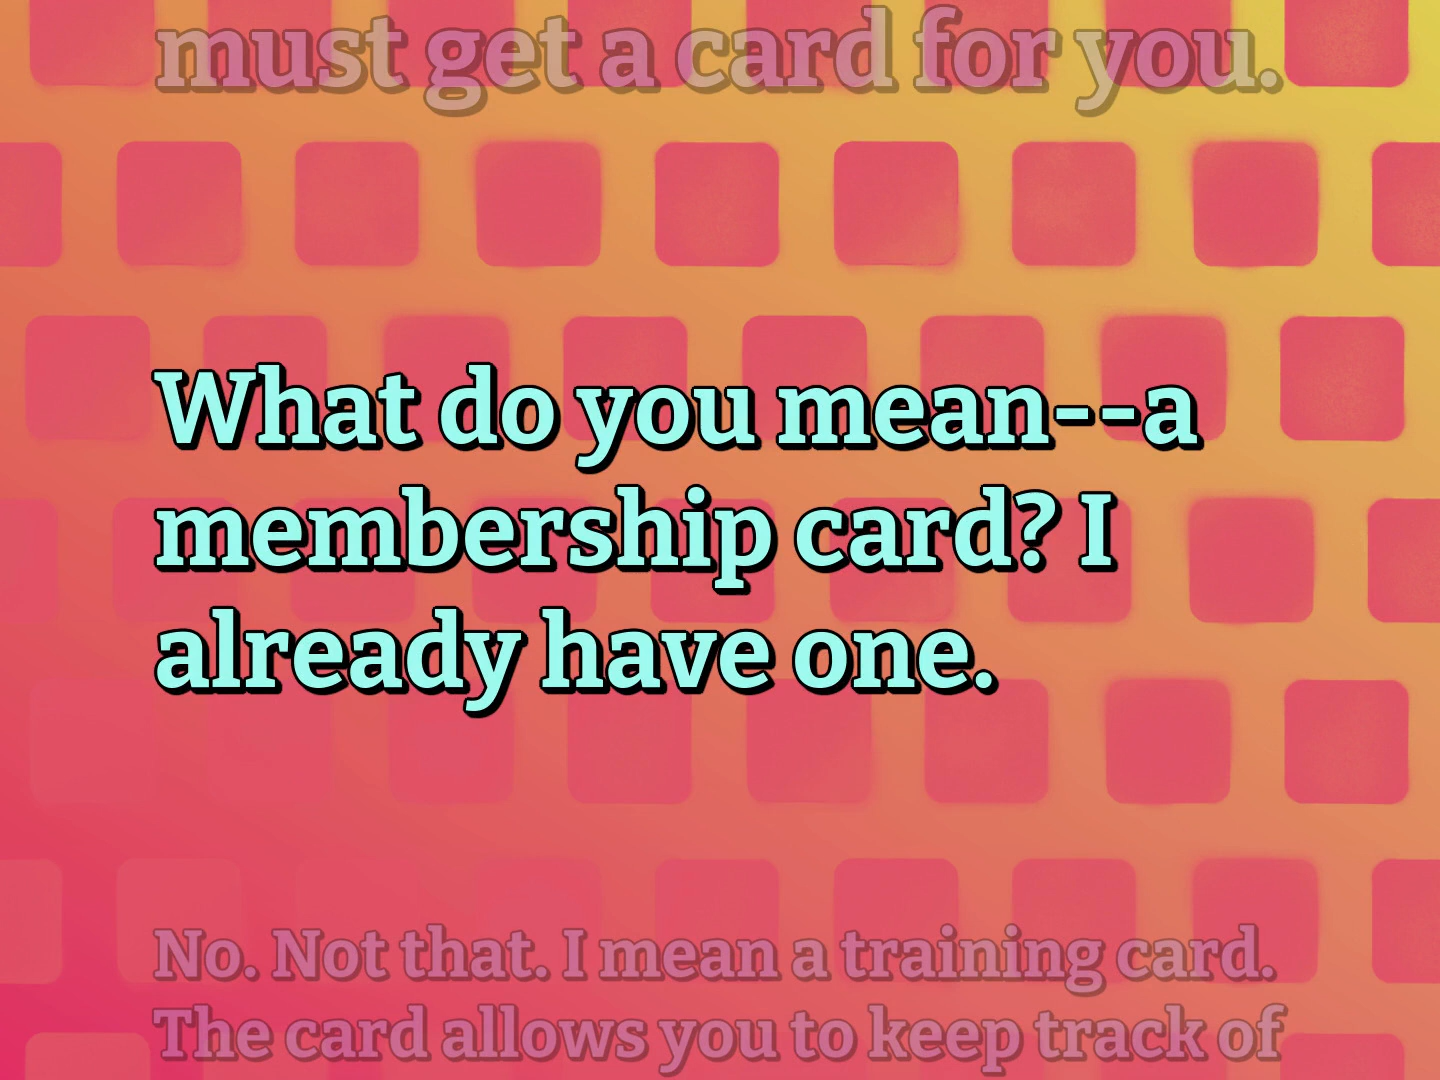 must get a card for you.
What do you mean--a
membership card? I
already have one.
No. Not that. I mean a training card.
The card allows you to keep track of